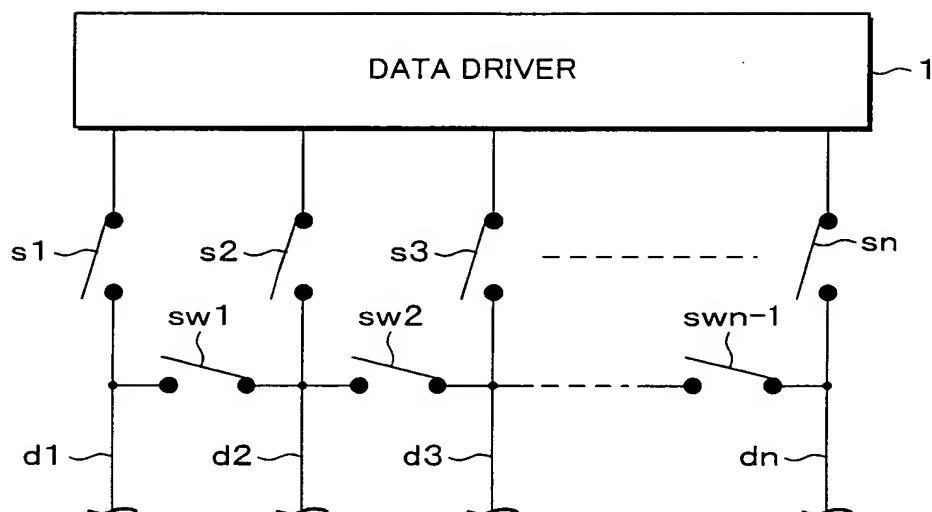 DATA DRIVER
1
s1
s2
s3
sn
sw1
sw2
swn-1
d1
d2
d3
dn